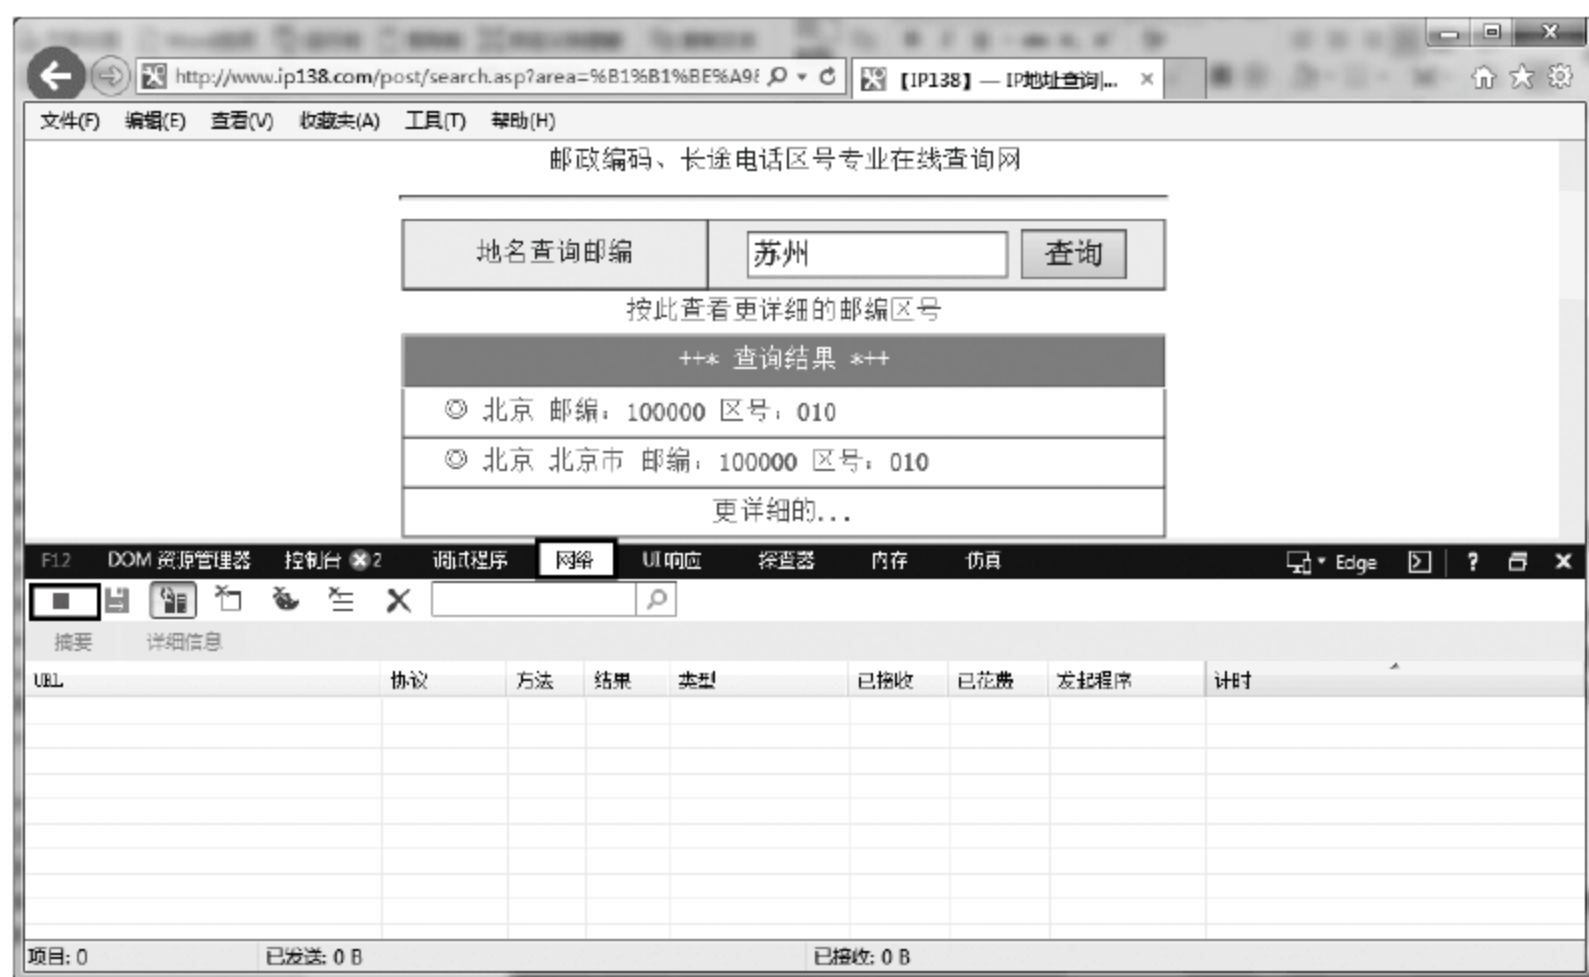 http://www.ip138.com/post/search.asp?area=%B1%B1%BE%A9& 【IP138】 — IP地址查询|...
文件(F) 编辑(E) 查看(V) 收藏夹(A) 工具(T) 帮助(H)
邮政编码、长途电话区号专业在线查询网
地名查询邮编 苏州 查询
按此查看更详细的邮编区号
++* 查询结果 *++
◎ 北京 邮编：100000 区号：010
◎ 北京 北京市 邮编：100000 区号：010
更详细的...
F12 DOM 资源管理器 控制台 2 调试程序 网络 UI 响应 探查器 内存 仿真 Edge ?
摘要 详细信息
URL 协议 方法 结果 类型 已接收 已花费 发起程序 计时
项目: 0 已发送: 0 B 已接收: 0 B